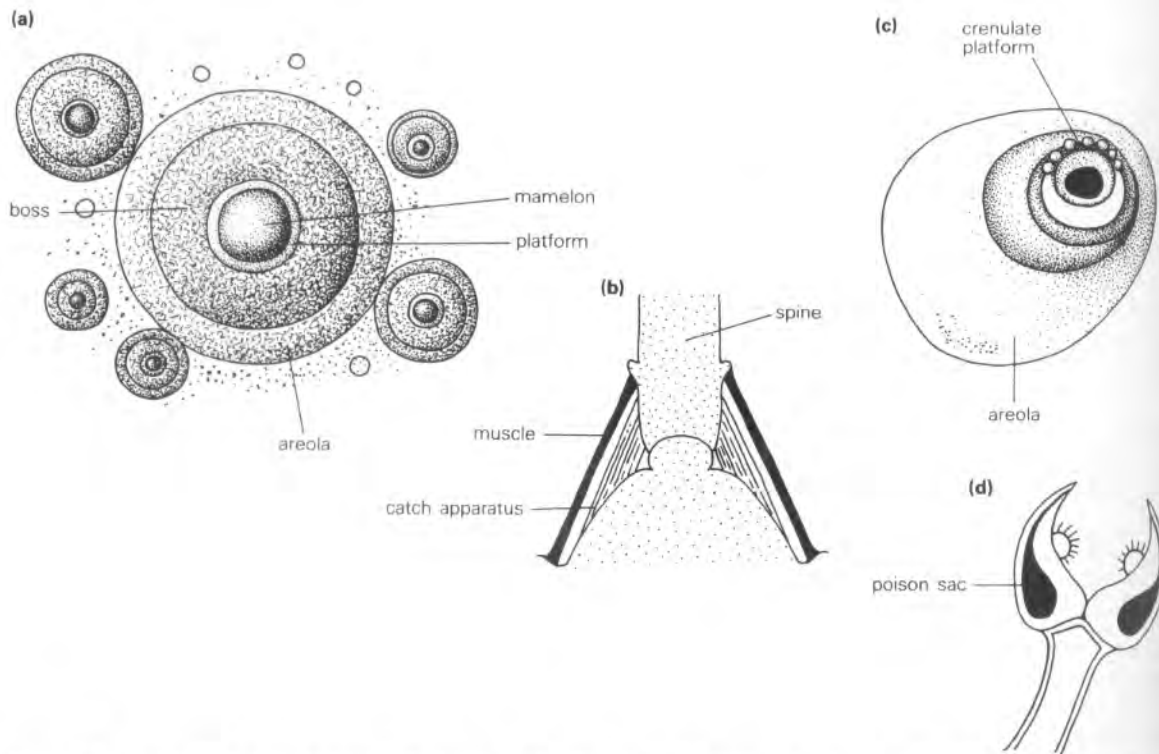 (a)
boss
mamelon
platform
areola
(b)
spine
muscle
catch apparatus
(c)
crenulate
platform
areola
(d)
poison sac